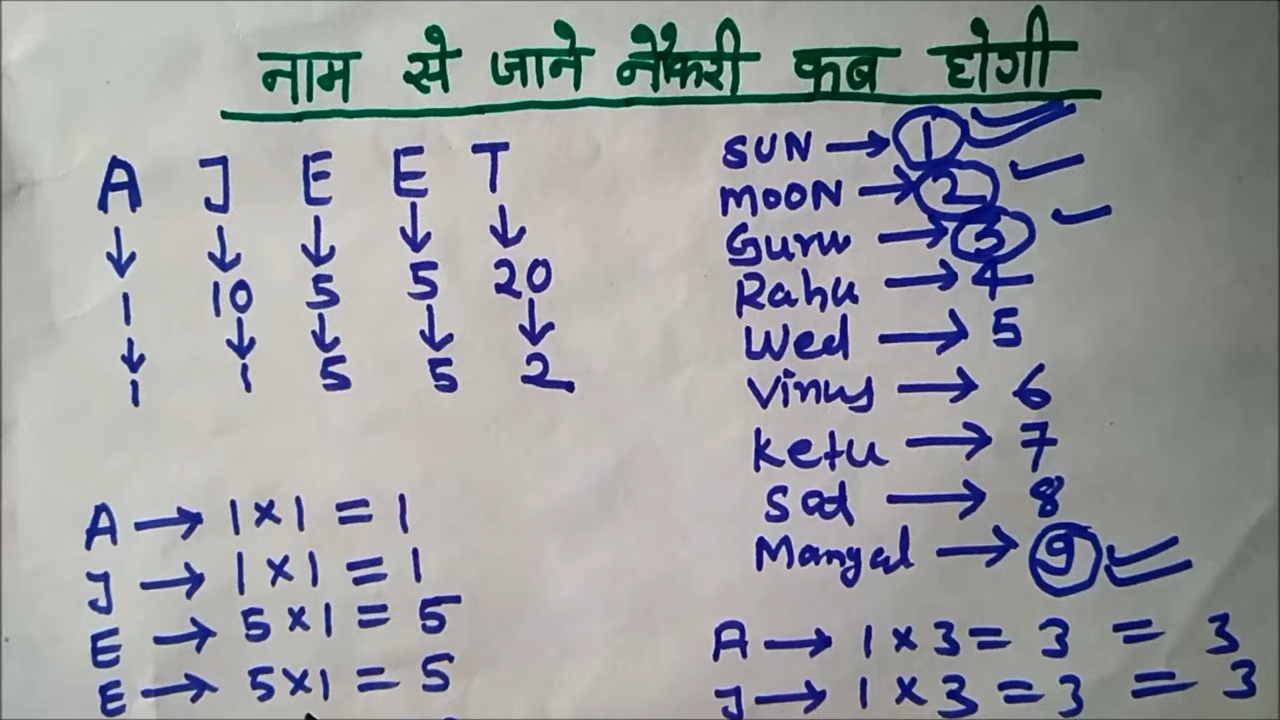 नाम से जाने नौकरी कब होगी
A J E E T
↓ ↓ ↓ ↓ ↓
1 10 5 5 20
↓ ↓ ↓ ↓ ↓
1 1 5 5 2
A → 1 × 1 = 1
J → 1 × 1 = 1
E → 5 × 1 = 5
E → 5 × 1 = 5
SUN → 1
MOON → 2
Guru → 3
Rahu → 4
Wed → 5
Vinus → 6
Ketu → 7
Sad → 8
Mangal → 9
A → 1 × 3 = 3 = 3
J → 1 × 3 = 3 = 3